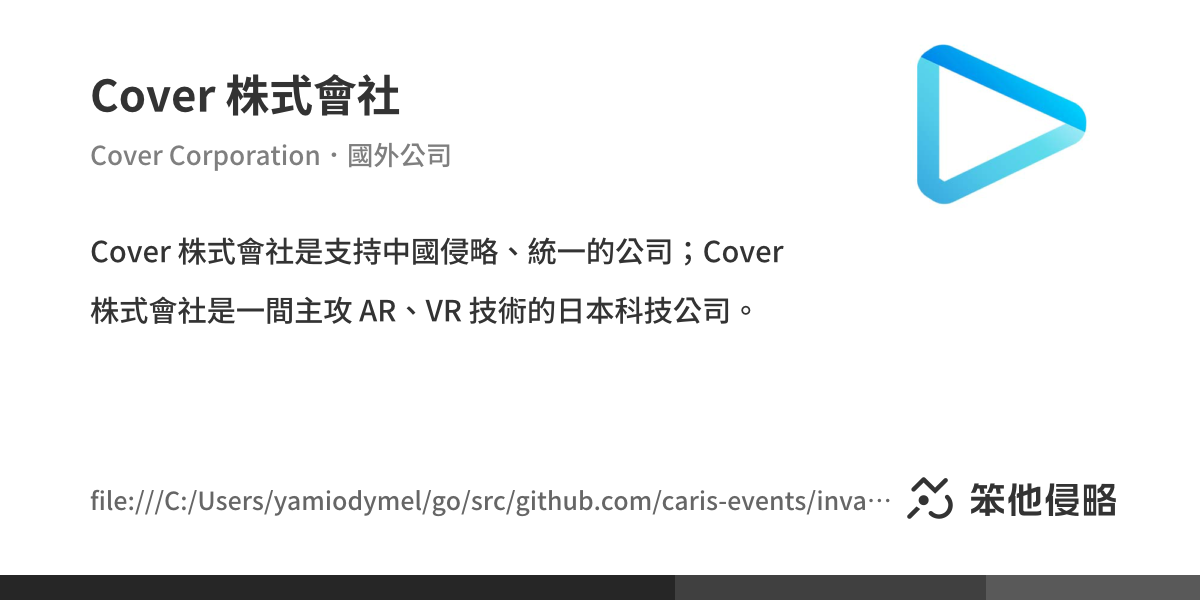 Cover 株式會社
Cover Corporation・國外公司
Cover 株式會社是支持中國侵略、統一的公司；Cover
株式會社是一間主攻 AR、VR 技術的日本科技公司。
file:///C:/Users/yamiodymel/go/src/github.com/caris-events/inva…
笨他侵略